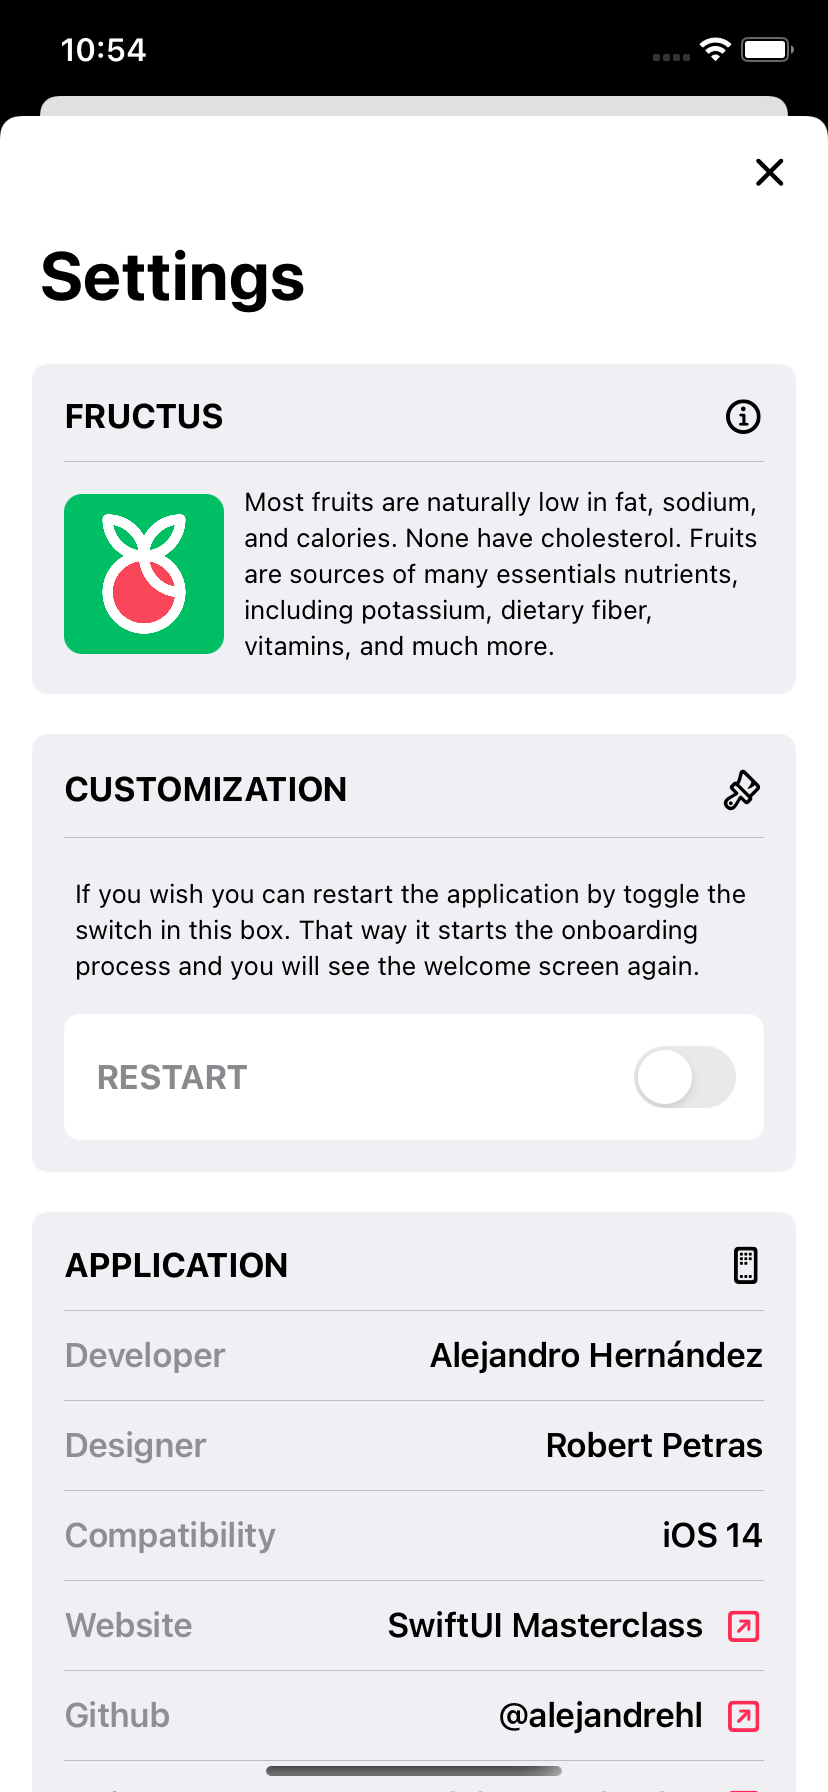 10:54
Settings
FRUCTUS
Most fruits are naturally low in fat, sodium,
and calories. None have cholesterol. Fruits
are sources of many essentials nutrients,
including potassium, dietary fiber,
vitamins, and much more.
CUSTOMIZATION
If you wish you can restart the application by toggle the
switch in this box. That way it starts the onboarding
process and you will see the welcome screen again.
RESTART
APPLICATION
Developer Alejandro Hernández
Designer Robert Petras
Compatibility iOS 14
Website SwiftUI Masterclass
Github @alejandrehl